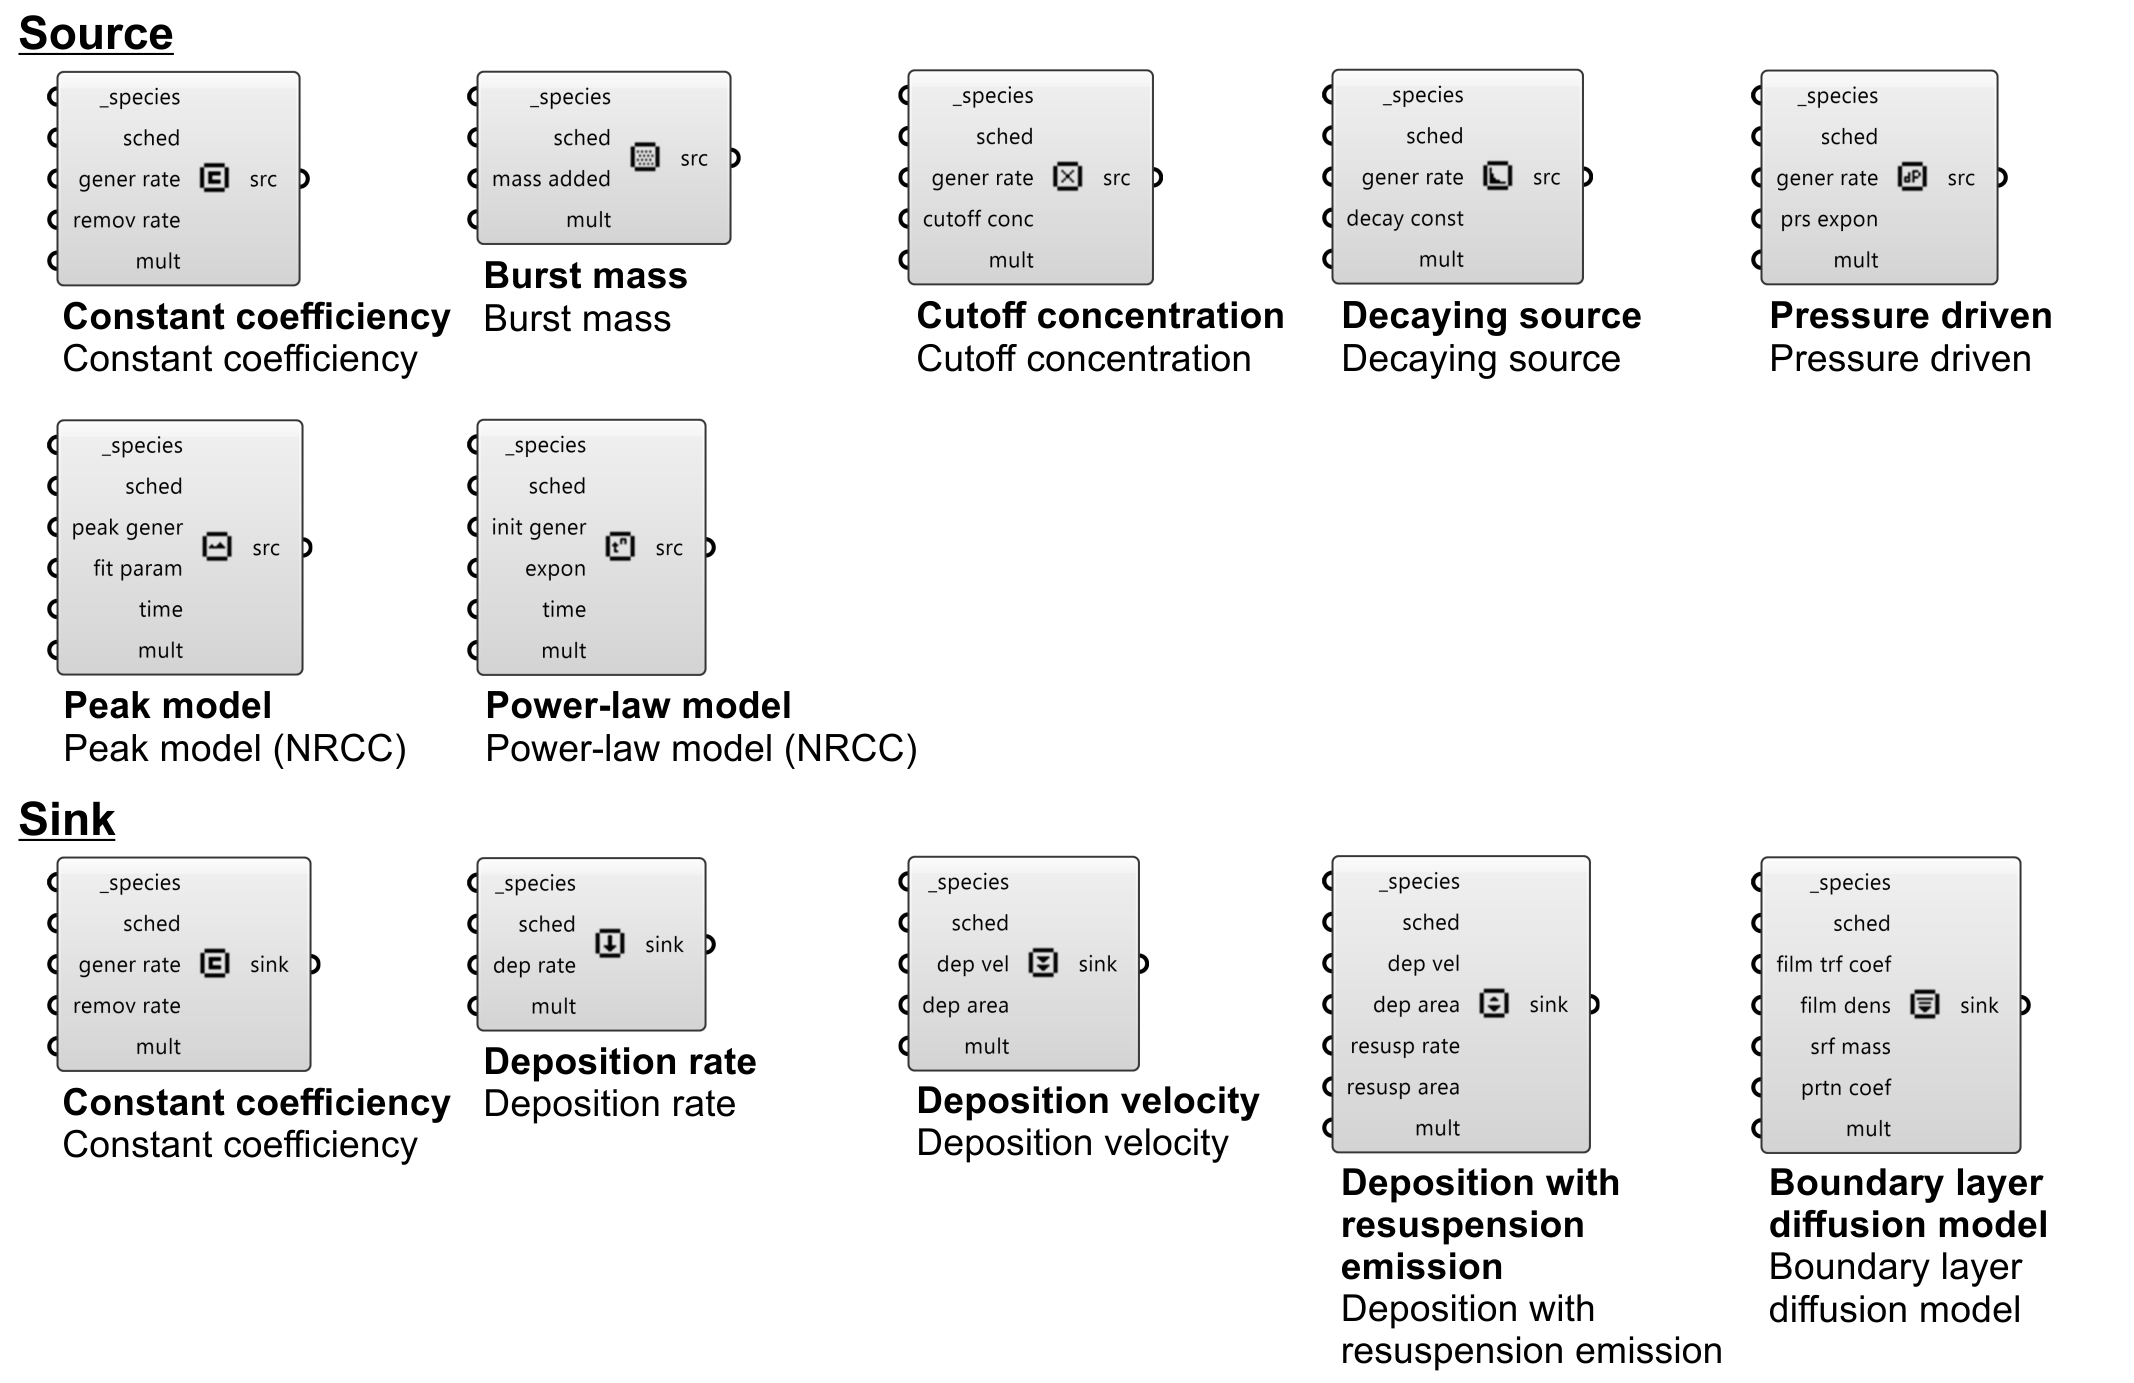 Source
_species
sched
gener rate
remov rate
mult
src
Constant coefficiency
Constant coefficiency
_species
sched
mass added
mult
src
Burst mass
Burst mass
_species
sched
gener rate
cutoff conc
mult
src
Cutoff concentration
Cutoff concentration
_species
sched
gener rate
decay const
mult
src
Decaying source
Decaying source
_species
sched
gener rate
prs expon
mult
dP
src
Pressure driven
Pressure driven
_species
sched
peak gener
fit param
time
mult
src
Peak model
Peak model (NRCC)
_species
sched
init gener
expon
time
mult
tⁿ
src
Power-law model
Power-law model (NRCC)
Sink
_species
sched
gener rate
remov rate
mult
sink
Constant coefficiency
Constant coefficiency
_species
sched
dep rate
mult
sink
Deposition rate
Deposition rate
_species
sched
dep vel
dep area
mult
sink
Deposition velocity
Deposition velocity
_species
sched
dep vel
dep area
resusp rate
resusp area
mult
sink
Deposition with
resuspension
emission
Deposition with
resuspension emission
_species
sched
film trf coef
film dens
srf mass
prtn coef
mult
sink
Boundary layer
diffusion model
Boundary layer
diffusion model